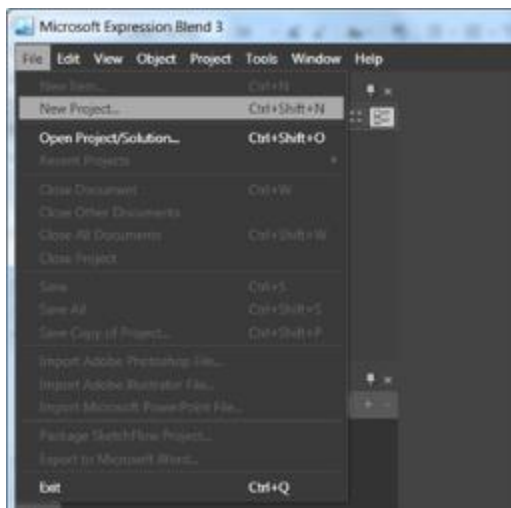 Microsoft Expression Blend 3
File Edit View Object Project Tools Window Help
New Item... Ctrl+N
New Project... Ctrl+Shift+N
Open Project/Solution... Ctrl+Shift+O
Recent Projects
Close Document Ctrl+W
Close Other Documents
Close All Documents Ctrl+Shift+W
Close Project
Save Ctrl+S
Save All Ctrl+Shift+S
Save Copy of Project... Ctrl+Shift+P
Import Adobe Photoshop File...
Import Adobe Illustrator File...
Import Microsoft PowerPoint File...
Package SketchFlow Project...
Export to Microsoft Word...
Exit Ctrl+Q